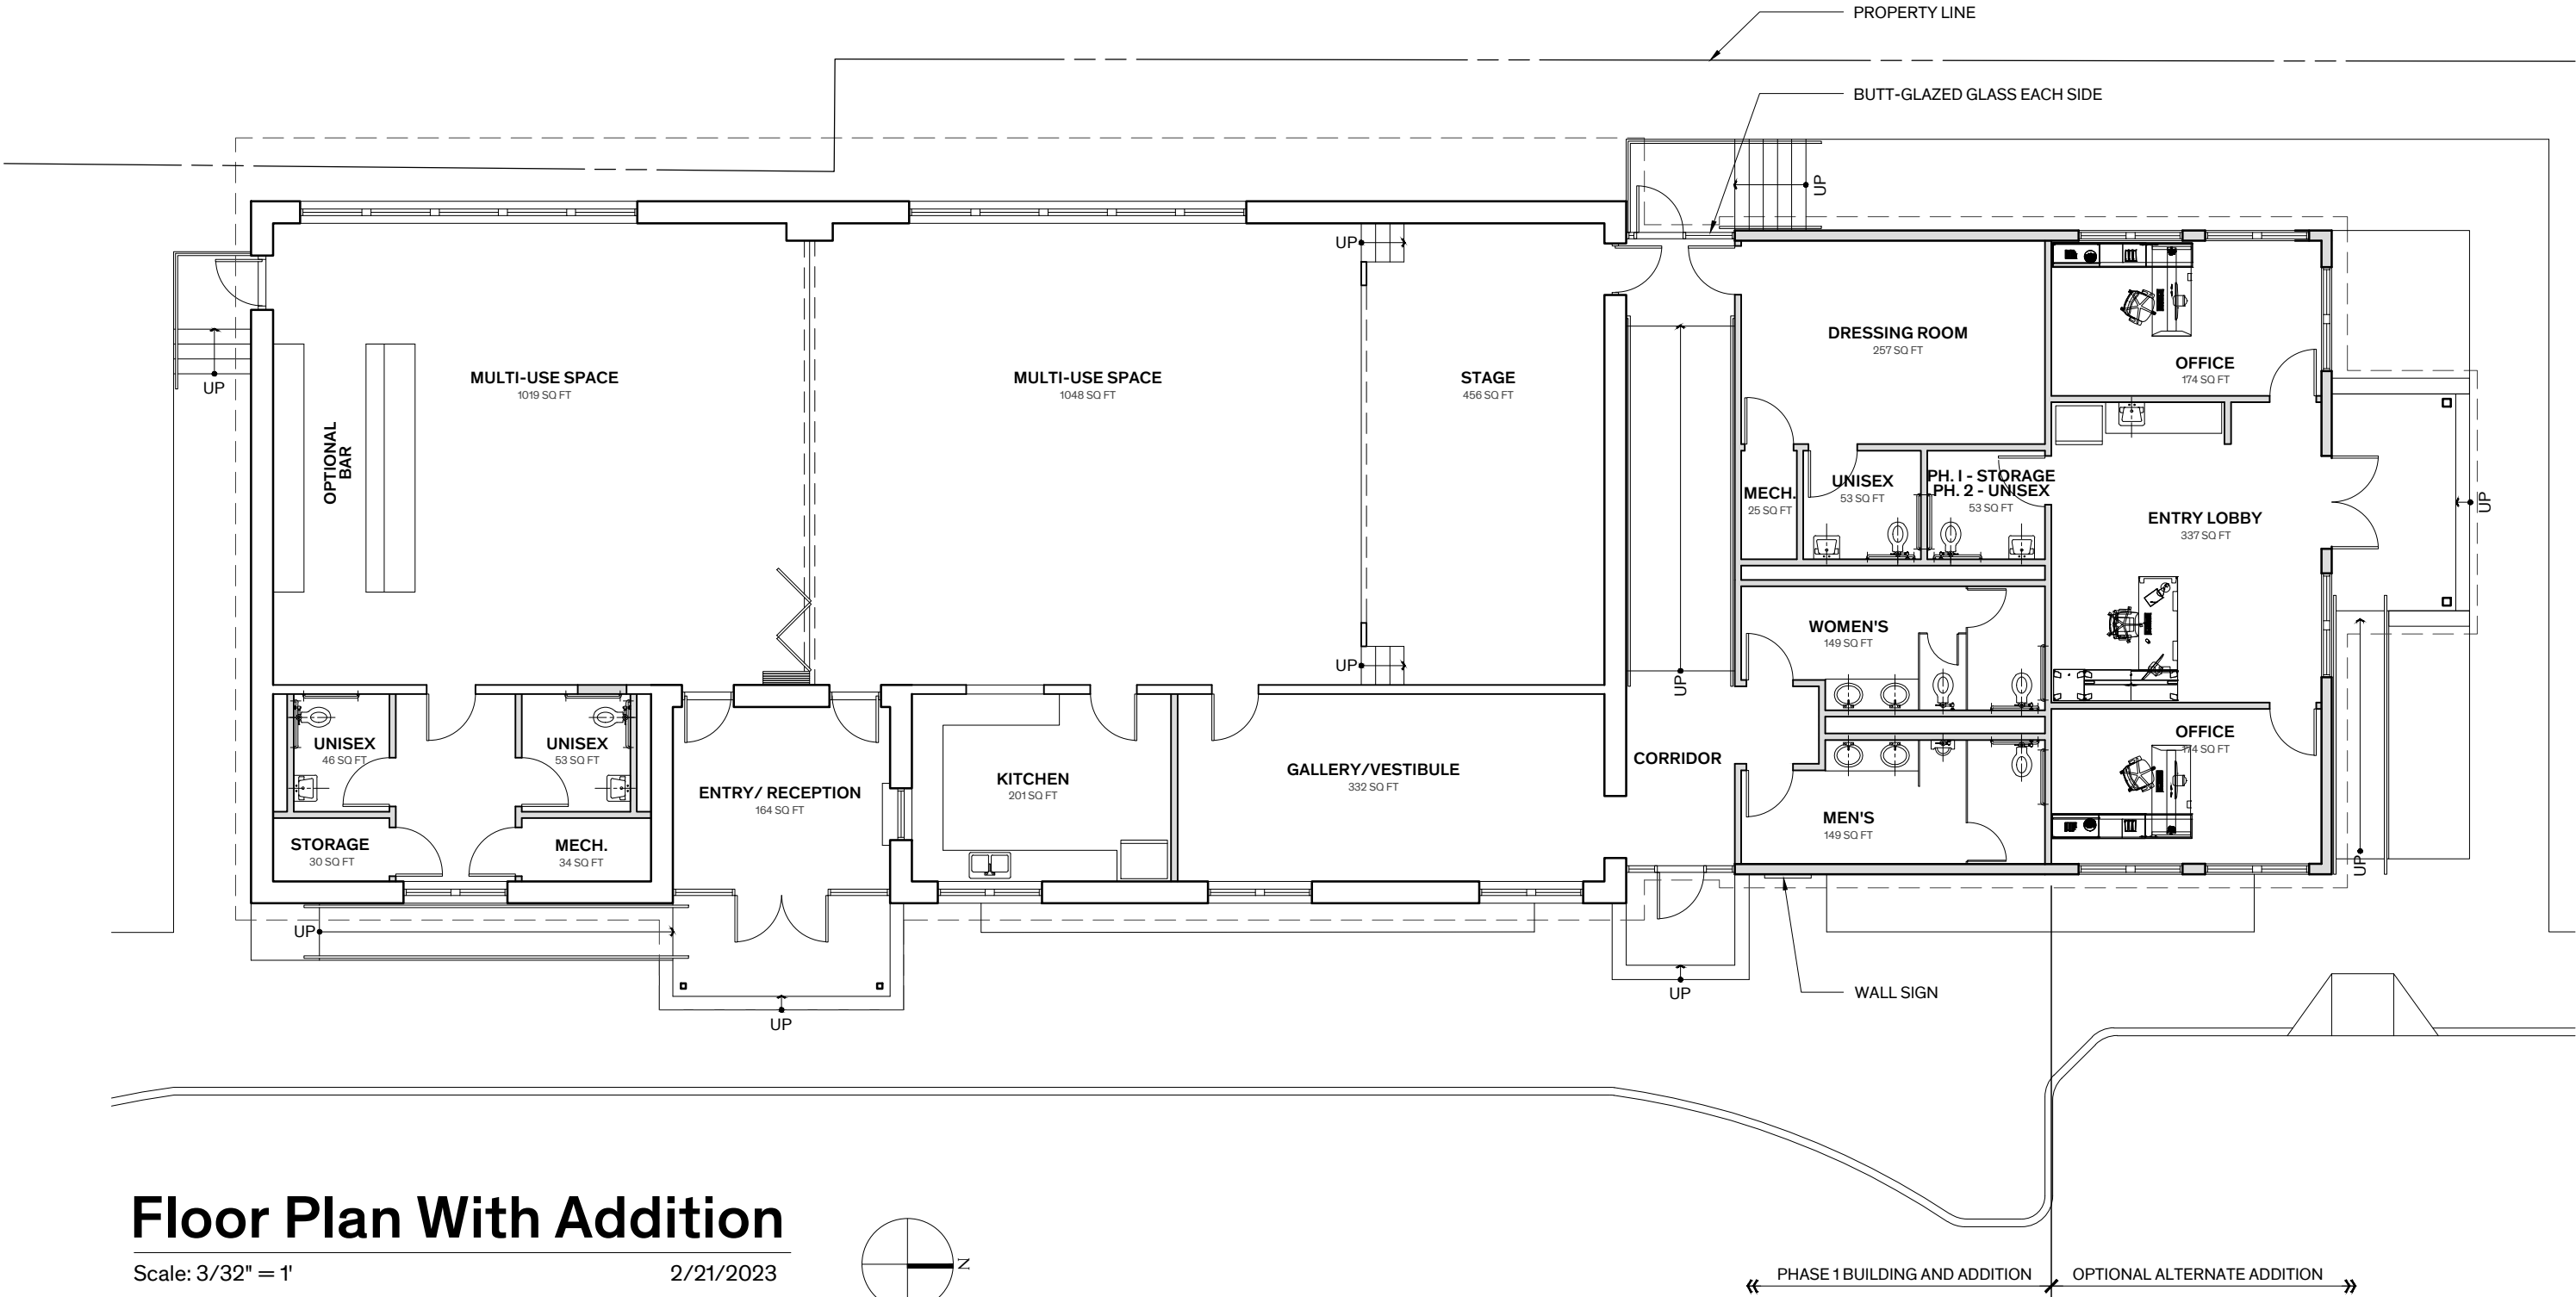 PROPERTY LINE
BUTT-GLAZED GLASS EACH SIDE
UP
UP
UP
MULTI-USE SPACE
1019 SQ FT
OPTIONAL
BAR
MULTI-USE SPACE
1048 SQ FT
STAGE
456 SQ FT
UP
DRESSING ROOM
257 SQ FT
OFFICE
174 SQ FT
MECH.
25 SQ FT
UNISEX
53 SQ FT
PH. I - STORAGE
PH. 2 - UNISEX
53 SQ FT
ENTRY LOBBY
337 SQ FT
UP
WOMEN'S
149 SQ FT
UP
UNISEX
46 SQ FT
UNISEX
53 SQ FT
STORAGE
30 SQ FT
MECH.
34 SQ FT
ENTRY/ RECEPTION
164 SQ FT
KITCHEN
201 SQ FT
GALLERY/VESTIBULE
332 SQ FT
CORRIDOR
MEN'S
149 SQ FT
OFFICE
174 SQ FT
UP
UP
UP
UP
WALL SIGN
Floor Plan With Addition
Scale: 3/32" = 1'
2/21/2023
N
PHASE 1 BUILDING AND ADDITION
OPTIONAL ALTERNATE ADDITION